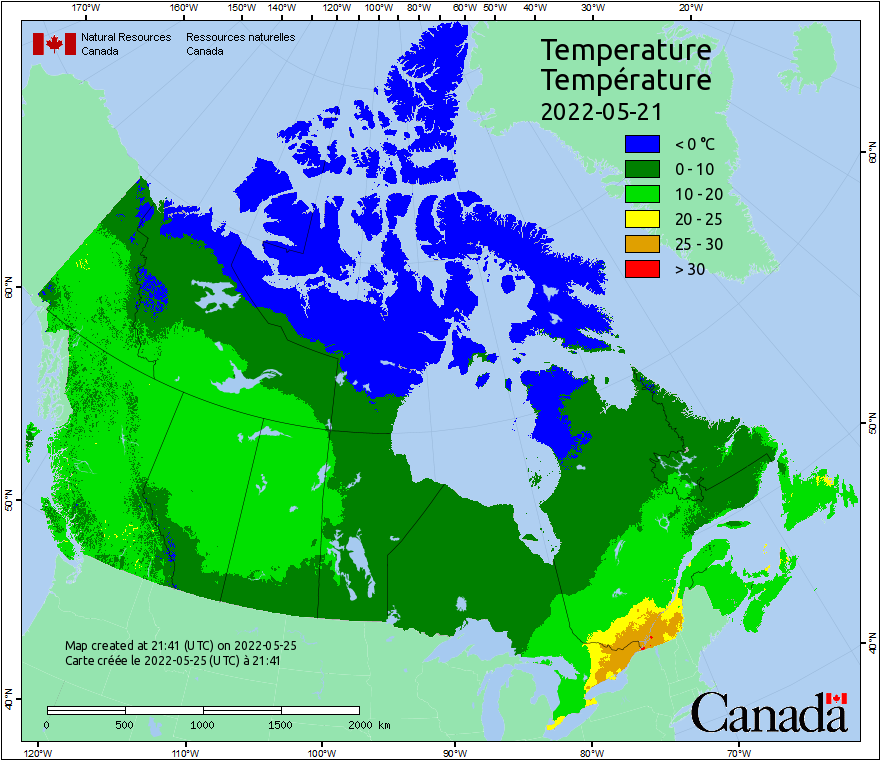 170°W 160°W 150°W 140°W 130°W 120°W 110°W 100°W 90°W 80°W 70°W 60°W 50°W 40°W 30°W 20°W
Natural Resources Canada
Ressources naturelles Canada
Temperature
Température
2022-05-21
< 0 °C
0 - 10
10 - 20
20 - 25
25 - 30
> 30
60°N
60°N
50°N
50°N
40°N
40°N
Map created at 21:41 (UTC) on 2022-05-25
Carte créée le 2022-05-25 (UTC) à 21:41
0 500 1000 1500 2000 km
Canada
120°W 110°W 100°W 90°W 80°W 70°W